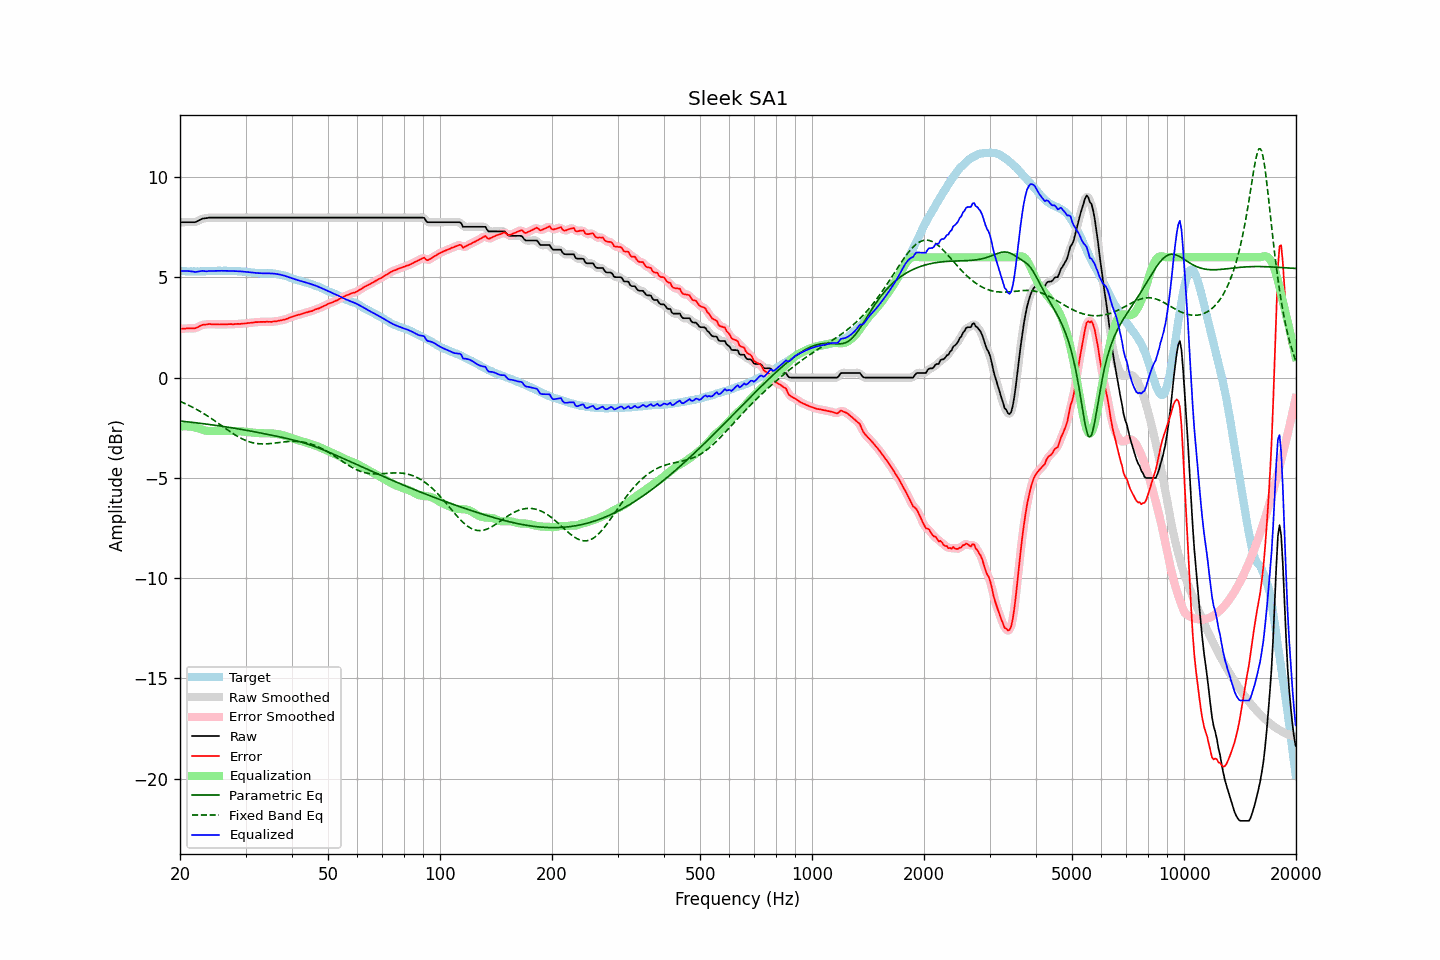 Sleek SA1
Amplitude (dBr)
10
5
0
−5
−10
−15
−20
Target
Raw Smoothed
Error Smoothed
Raw
Error
Equalization
Parametric Eq
Fixed Band Eq
Equalized
20 50 100 200 500 1000 2000 5000 10000 20000
Frequency (Hz)